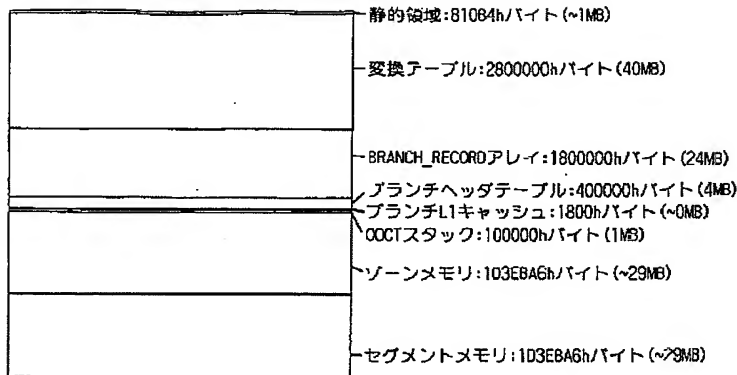 静的領域:81064hバイト(~1MB)
変換テーブル:2800000hバイト(40MB)
BRANCH_RECORDアレイ:1800000hバイト(24MB)
ブランチヘッダテーブル:400000hバイト(4MB)
ブランチL1キャッシュ:1800hバイト(~0MB)
OOCTスタック:100000hバイト(1MB)
ゾーンメモリ:1D3EBA6hバイト(~29MB)
セグメントメモリ:1D3EBA6hバイト(~29MB)